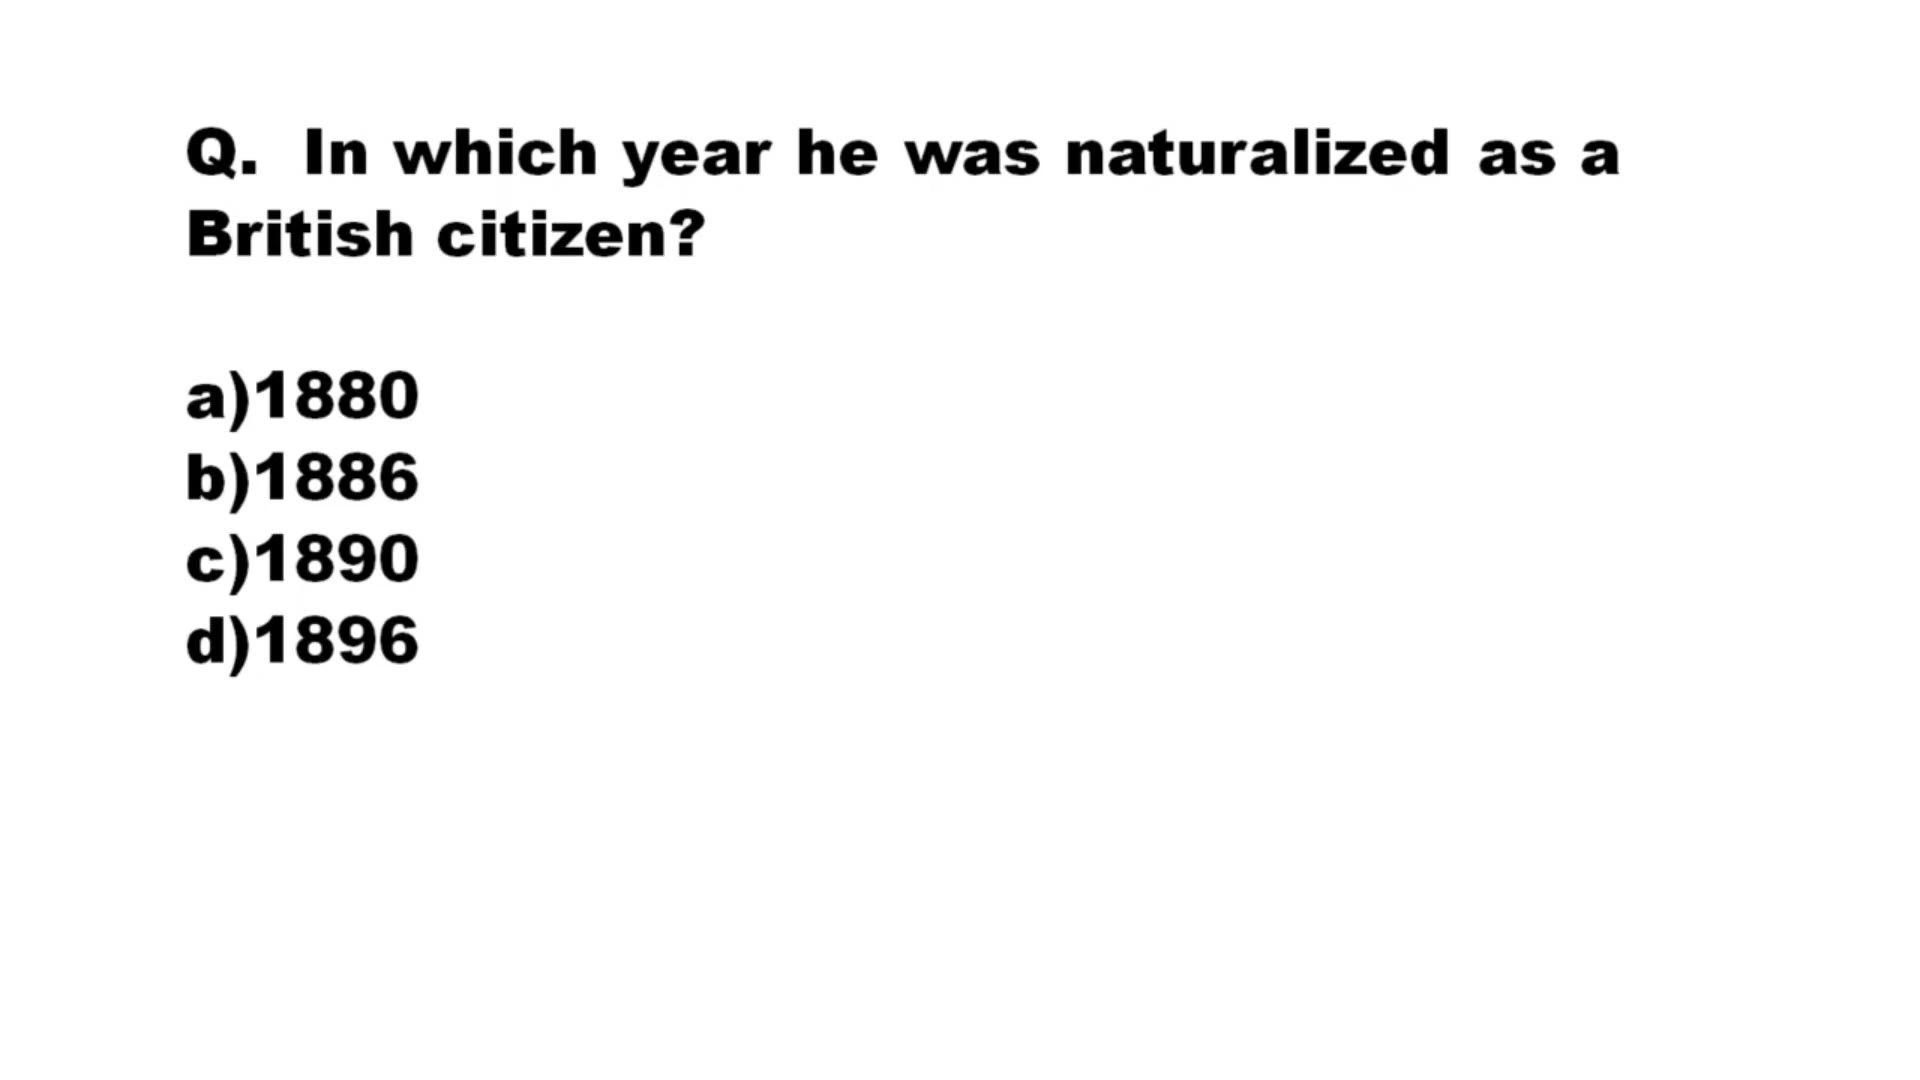 Q. In which year he was naturalized as a
British citizen?
a)1880
b)1886
c)1890
d)1896